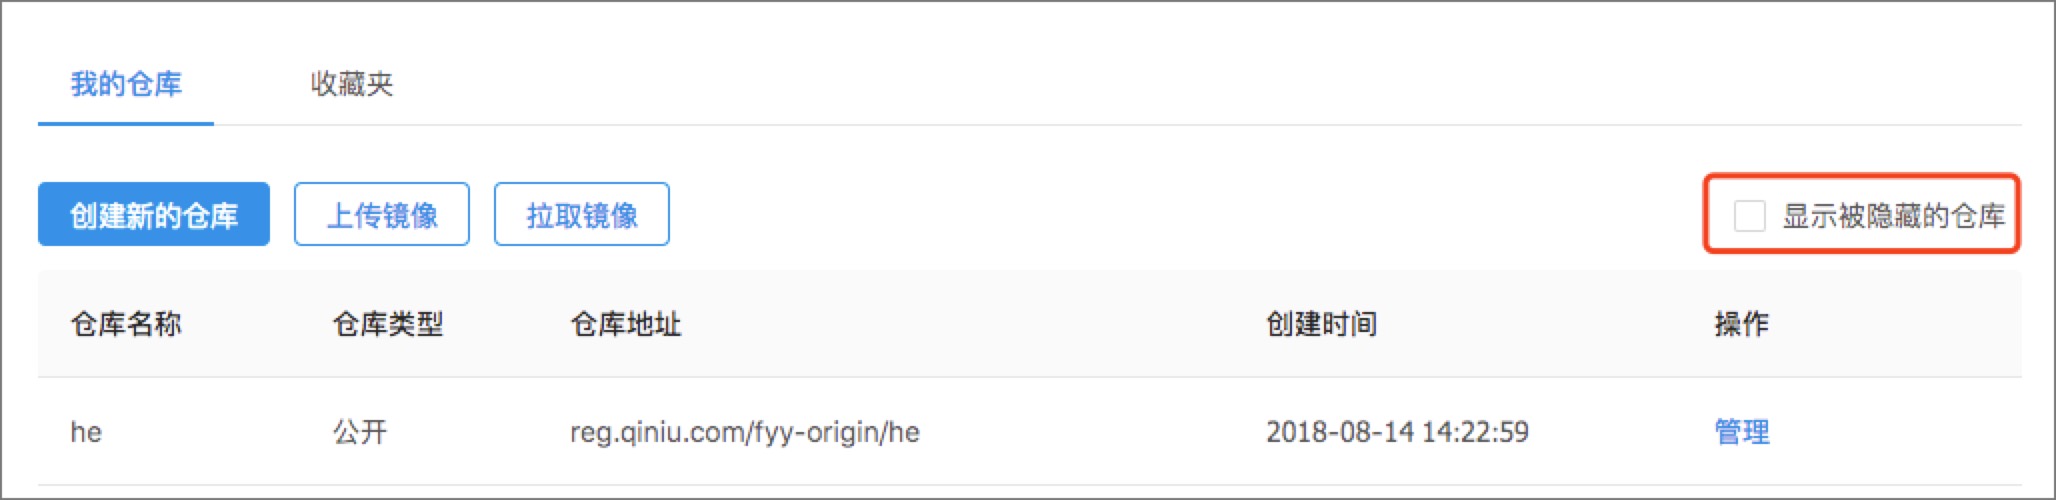 我的仓库 收藏夹
创建新的仓库 上传镜像 拉取镜像 显示被隐藏的仓库
仓库名称 仓库类型 仓库地址 创建时间 操作
he 公开 reg.qiniu.com/fyy-origin/he 2018-08-14 14:22:59 管理